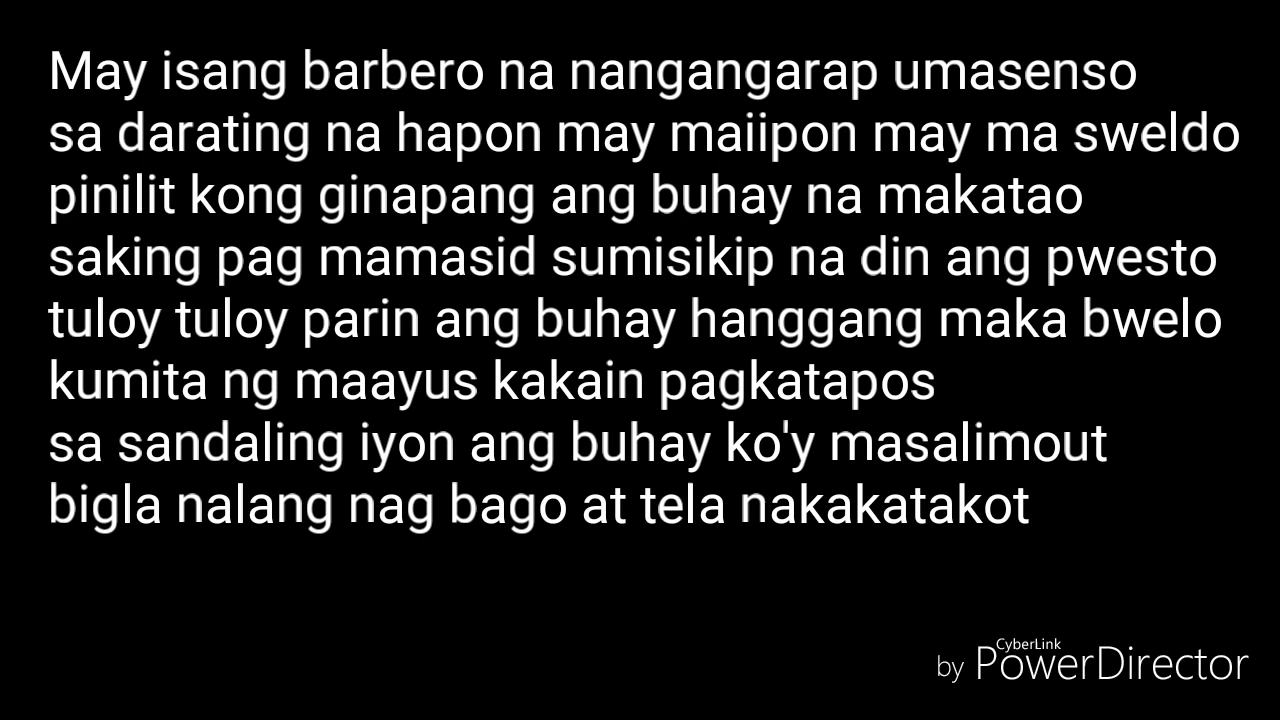 May isang barbero na nangangarap umasenso
sa darating na hapon may maiipon may ma sweldo
pinilit kong ginapang ang buhay na makatao
saking pag mamasid sumisikip na din ang pwesto
tuloy tuloy parin ang buhay hanggang maka bwelo
kumita ng maayus kakain pagkatapos
sa sandaling iyon ang buhay ko'y masalimout
bigla nalang nag bago at tela nakakatakot
by CyberLink PowerDirector